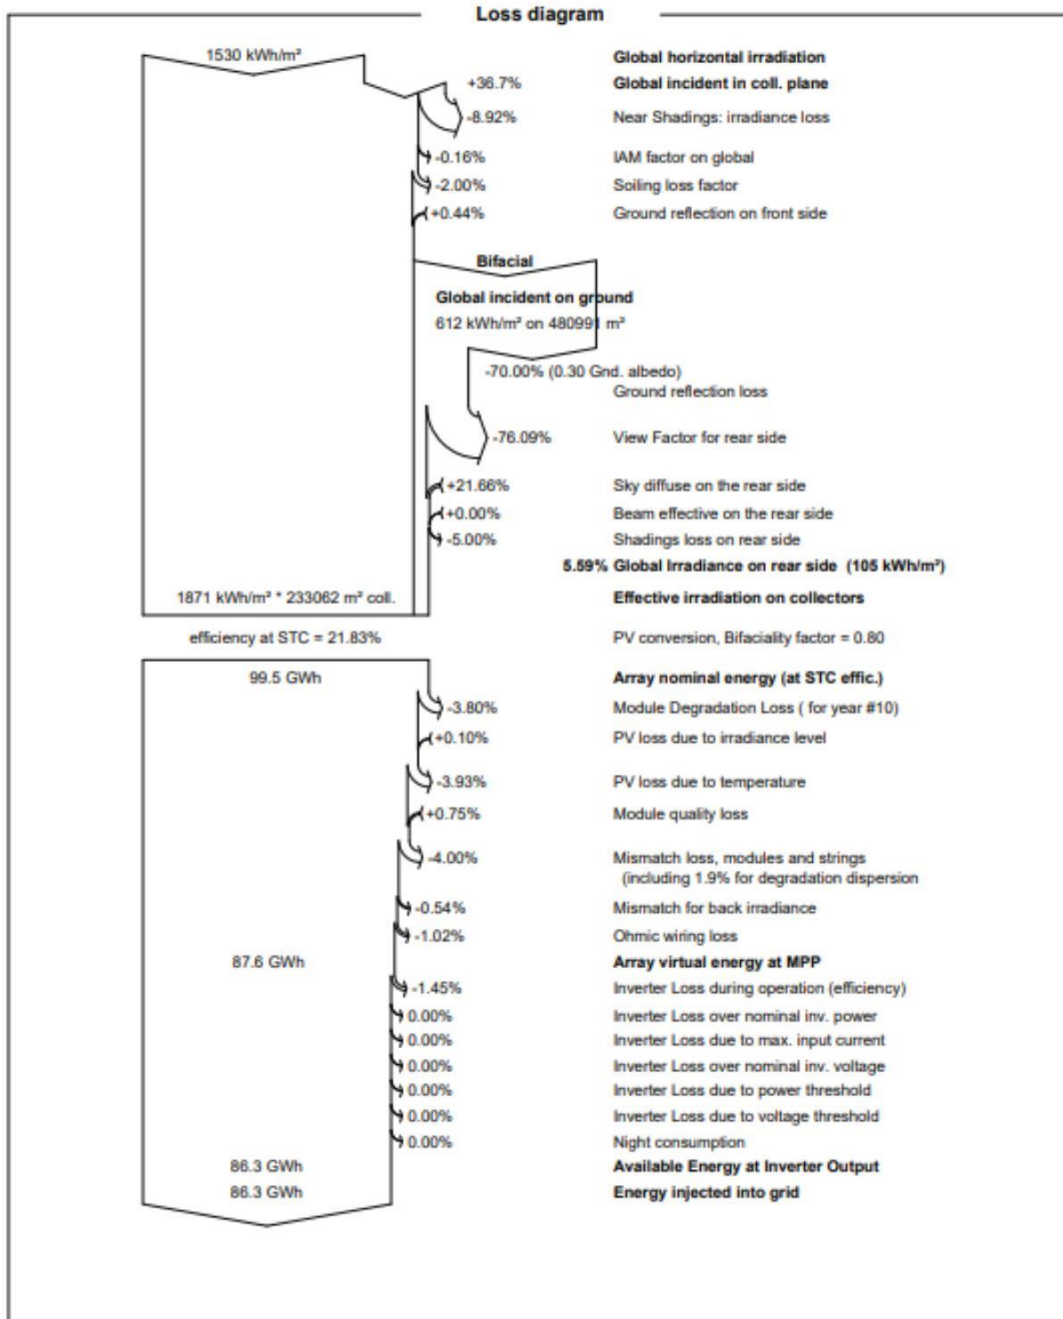 Loss diagram
1530 kWh/m² Global horizontal irradiation
+36.7% Global incident in coll. plane
-8.92% Near Shadings: irradiance loss
-0.16% IAM factor on global
-2.00% Soiling loss factor
+0.44% Ground reflection on front side
Bifacial
Global incident on ground
612 kWh/m² on 480991 m²
-70.00% (0.30 Gnd. albedo)
Ground reflection loss
-76.09% View Factor for rear side
+21.66% Sky diffuse on the rear side
+0.00% Beam effective on the rear side
-5.00% Shadings loss on rear side
5.59% Global Irradiance on rear side (105 kWh/m²)
1871 kWh/m² * 233062 m² coll. Effective irradiation on collectors
efficiency at STC = 21.83% PV conversion, Bifaciality factor = 0.80
99.5 GWh Array nominal energy (at STC effic.)
-3.80% Module Degradation Loss ( for year #10)
+0.10% PV loss due to irradiance level
-3.93% PV loss due to temperature
+0.75% Module quality loss
-4.00% Mismatch loss, modules and strings
(including 1.9% for degradation dispersion
-0.54% Mismatch for back irradiance
-1.02% Ohmic wiring loss
87.6 GWh Array virtual energy at MPP
-1.45% Inverter Loss during operation (efficiency)
0.00% Inverter Loss over nominal inv. power
0.00% Inverter Loss due to max. input current
0.00% Inverter Loss over nominal inv. voltage
0.00% Inverter Loss due to power threshold
0.00% Inverter Loss due to voltage threshold
0.00% Night consumption
86.3 GWh Available Energy at Inverter Output
86.3 GWh Energy injected into grid